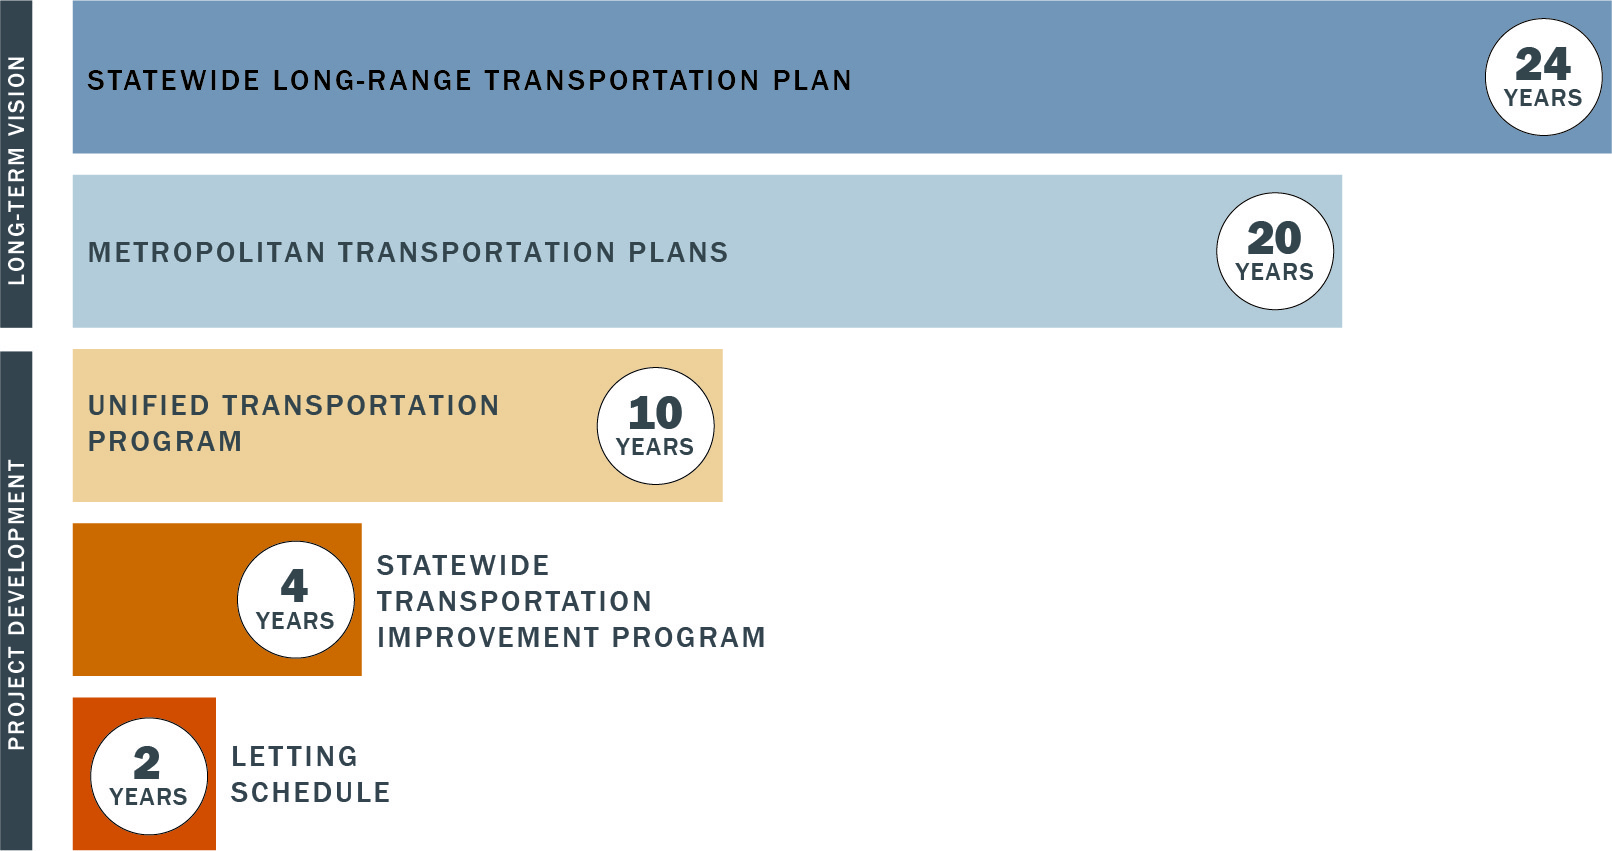 LONG-TERM VISION
STATEWIDE LONG-RANGE TRANSPORTATION PLAN
24
YEARS
METROPOLITAN TRANSPORTATION PLANS
20
YEARS
PROJECT DEVELOPMENT
UNIFIED TRANSPORTATION
PROGRAM
10
YEARS
4
YEARS
STATEWIDE
TRANSPORTATION
IMPROVEMENT PROGRAM
2
YEARS
LETTING
SCHEDULE